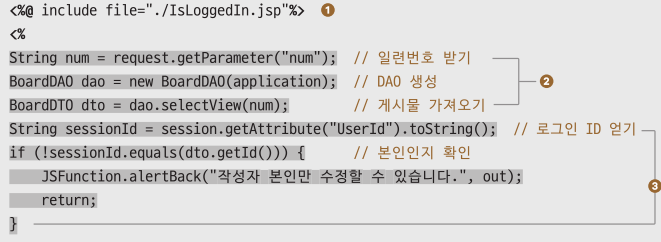 <%@ include file="./IsLoggedIn.jsp"%> ❶
<%
String num = request.getParameter("num");  // 일련번호 받기
BoardDAO dao = new BoardDAO(application);  // DAO 생성 ❷
BoardDTO dto = dao.selectView(num);        // 게시물 가져오기
String sessionId = session.getAttribute("UserId").toString();  // 로그인 ID 얻기
if (!sessionId.equals(dto.getId())) {      // 본인인지 확인
    JSFunction.alertBack("작성자 본인만 수정할 수 있습니다.", out); ❸
    return;
}